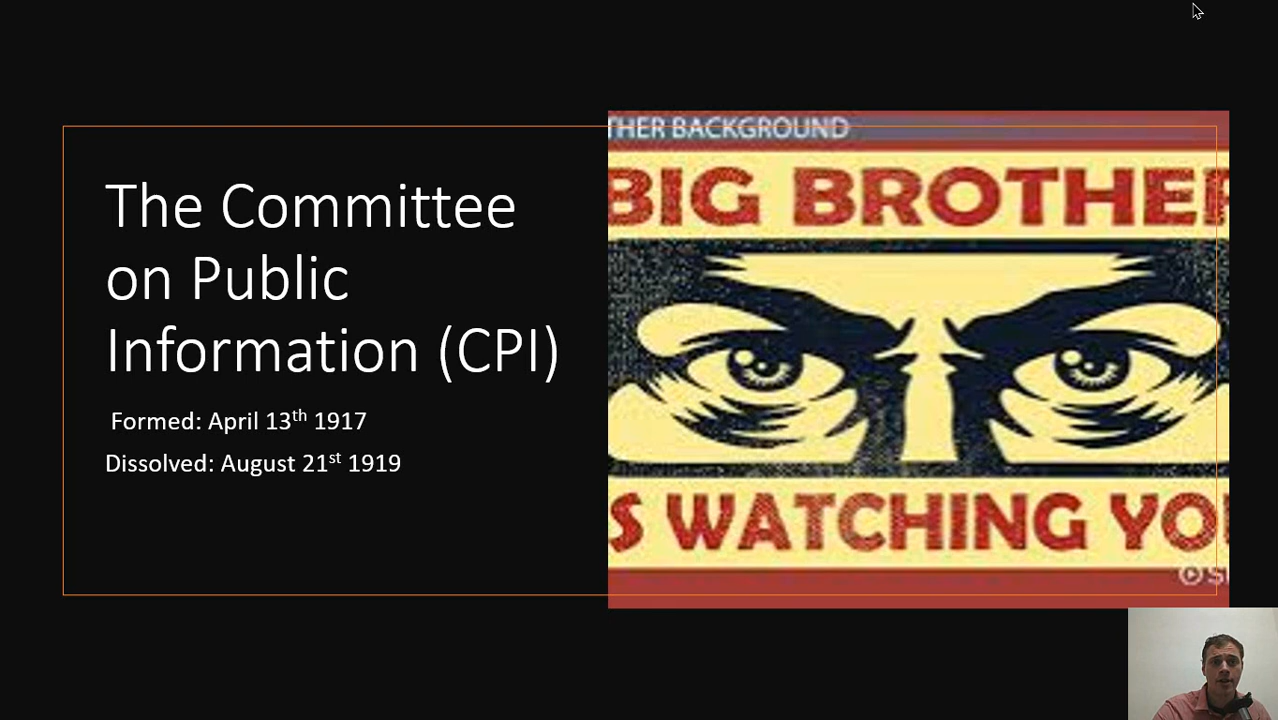 The Committee
on Public
Information (CPI)
Formed: April 13th 1917
Dissolved: August 21st 1919
THER BACKGROUND
BIG BROTHER
S WATCHING YO